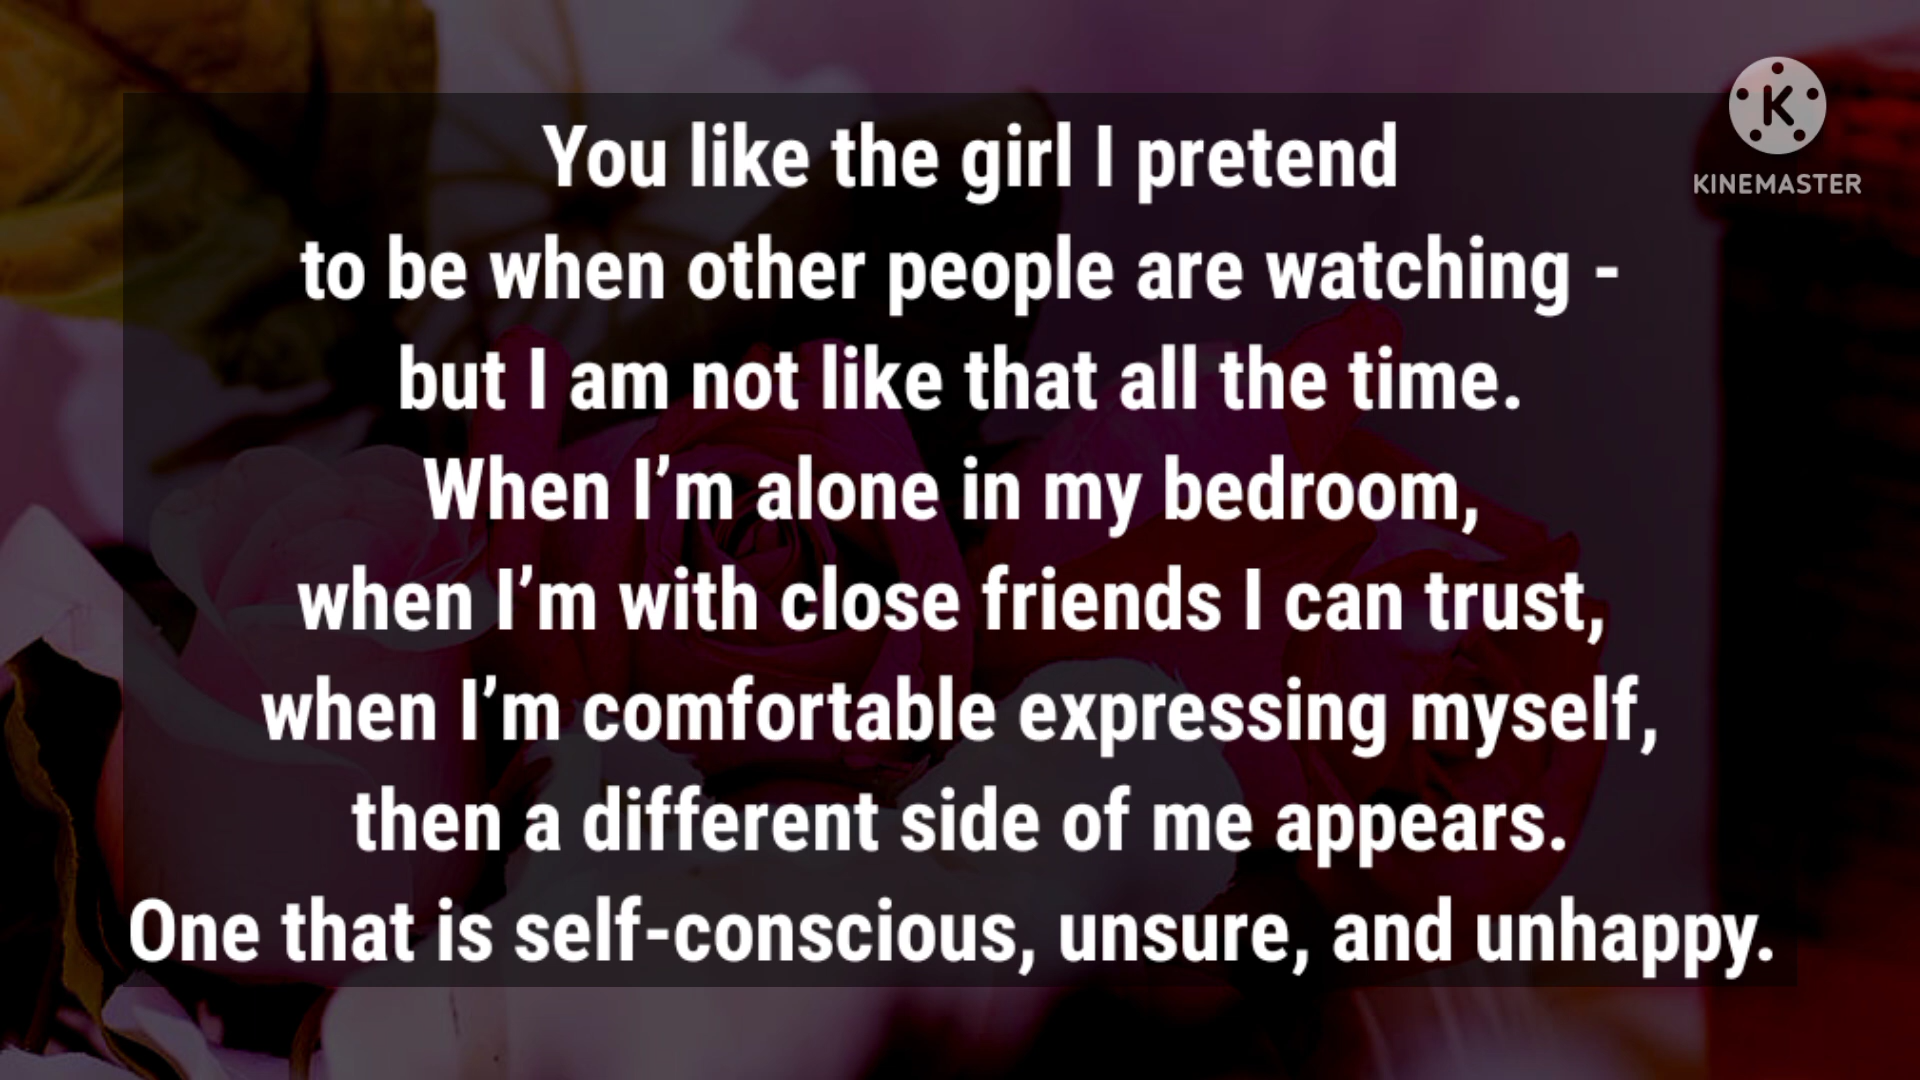 KINEMASTER
You like the girl I pretend
to be when other people are watching -
but I am not like that all the time.
When I’m alone in my bedroom,
when I’m with close friends I can trust,
when I’m comfortable expressing myself,
then a different side of me appears.
One that is self-conscious, unsure, and unhappy.